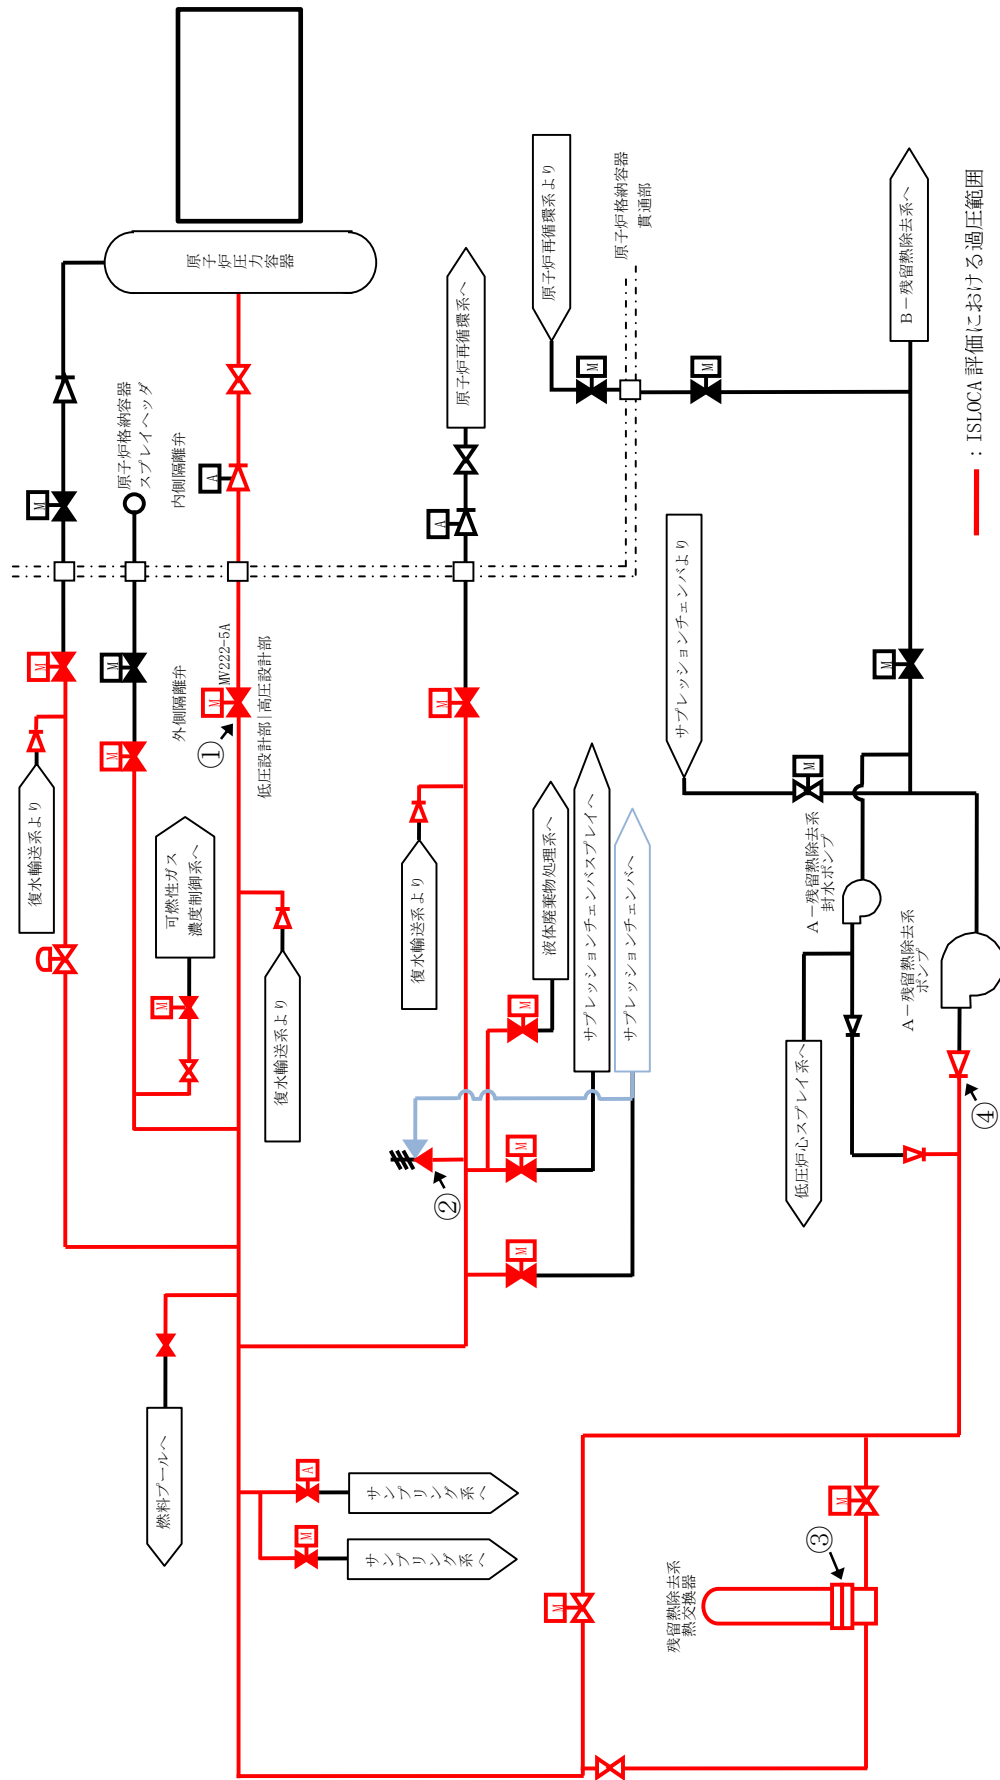 原子炉圧力容器
原子炉格納容器
スプレイヘッダ
内側隔離弁
原子炉再循環系へ
原子炉再循環系より
原子炉格納容器
貫通部
B－残留熱除去系へ
：ISLOCA 評価における過圧範囲
M
A
A
M
M
M
M
M
MV222-5A
外側隔離弁
M
①
低圧設計部｜高圧設計部
M
M
サプレッションチェンバより
M
復水輸送系より
可燃性ガス
濃度制御系へ
M
復水輸送系より
復水輸送系より
液体廃棄物処理系へ
M
サプレッションチェンバスプレイへ
サプレッションチェンバへ
M
A－残留熱除去系
封水ポンプ
A－残留熱除去系
ポンプ
②
M
M
低圧炉心スプレイ系へ
④
燃料プールへ
A
サンプリング系へ
M
サンプリング系へ
M
M
③
残留熱除去系
熱交換器